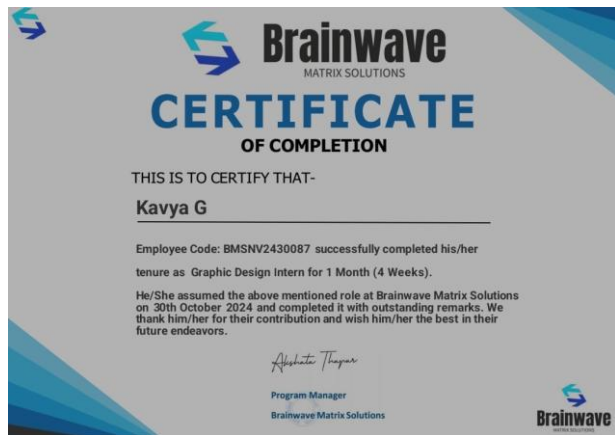 Brainwave
MATRIX SOLUTIONS
CERTIFICATE
OF COMPLETION
THIS IS TO CERTIFY THAT-
Kavya G
Employee Code: BMSNV2430087 successfully completed his/her
tenure as Graphic Design Intern for 1 Month (4 Weeks).
He/She assumed the above mentioned role at Brainwave Matrix Solutions
on 30th October 2024 and completed it with outstanding remarks. We
thank him/her for their contribution and wish him/her the best in their
future endeavors.
Akshata Thapar
Program Manager
Brainwave Matrix Solutions
Brainwave
MATRIX SOLUTIONS